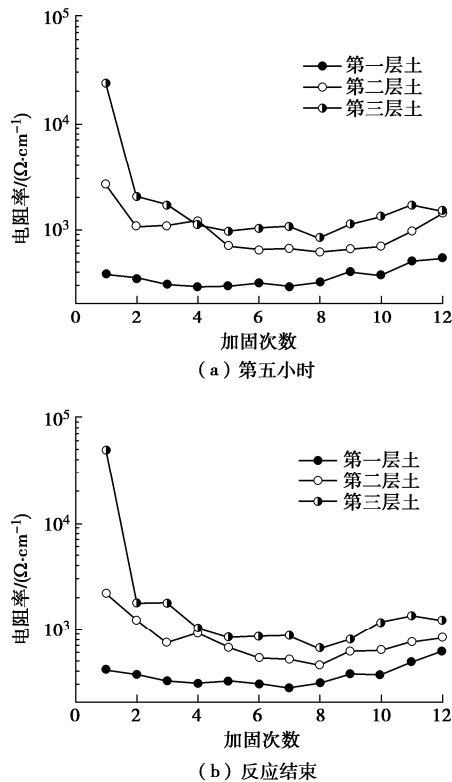 10^5
10^4
10^3
电阻率/(Ω·cm^-1)
第一层土
第二层土
第三层土
0 2 4 6 8 10 12
加固次数
(a)第五小时
10^5
10^4
10^3
电阻率/(Ω·cm^-1)
第一层土
第二层土
第三层土
0 2 4 6 8 10 12
加固次数
(b)反应结束